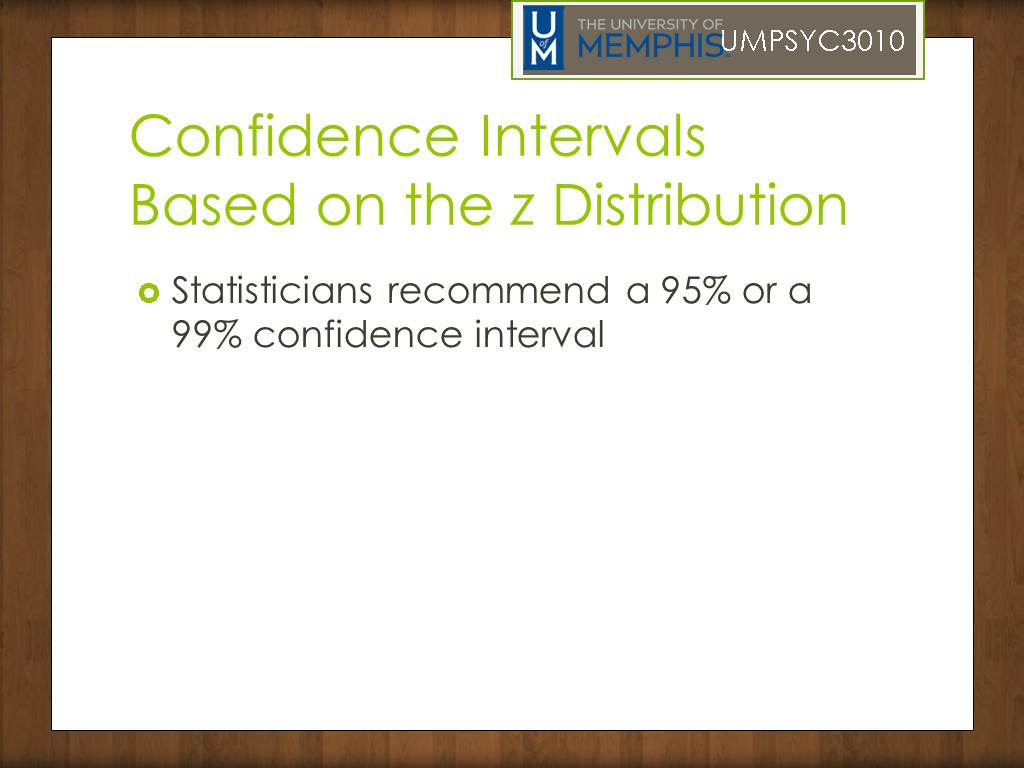 U
of
M
THE UNIVERSITY OF
MEMPHIS
UMPSYC3010
Confidence Intervals
Based on the z Distribution
Statisticians recommend a 95% or a
99% confidence interval